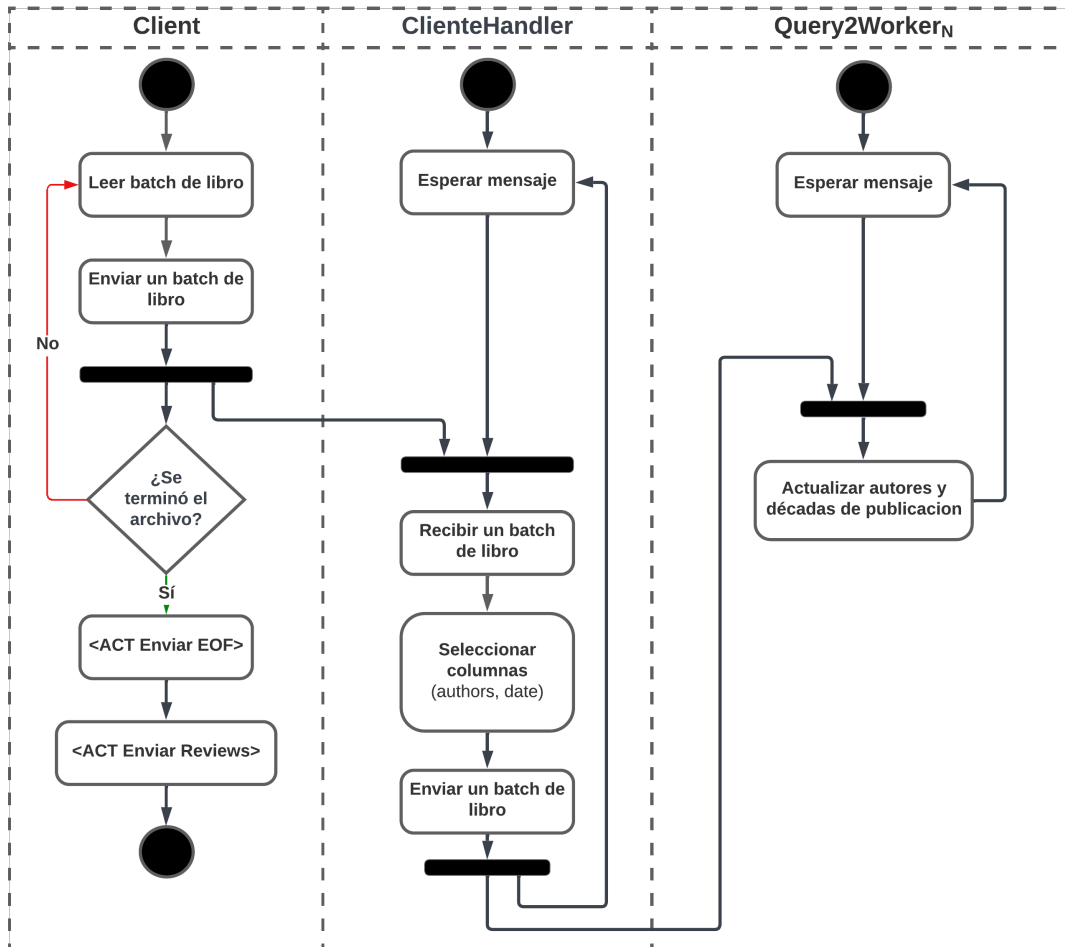 Client
Leer batch de libro
Enviar un batch de
libro
No
¿Se
terminó el
archivo?
Sí
<ACT Enviar EOF>
<ACT Enviar Reviews>
ClienteHandler
Esperar mensaje
Recibir un batch
de libro
Seleccionar
columnas
(authors, date)
Enviar un batch de
libro
Query2WorkerN
Esperar mensaje
Actualizar autores y
décadas de publicacion